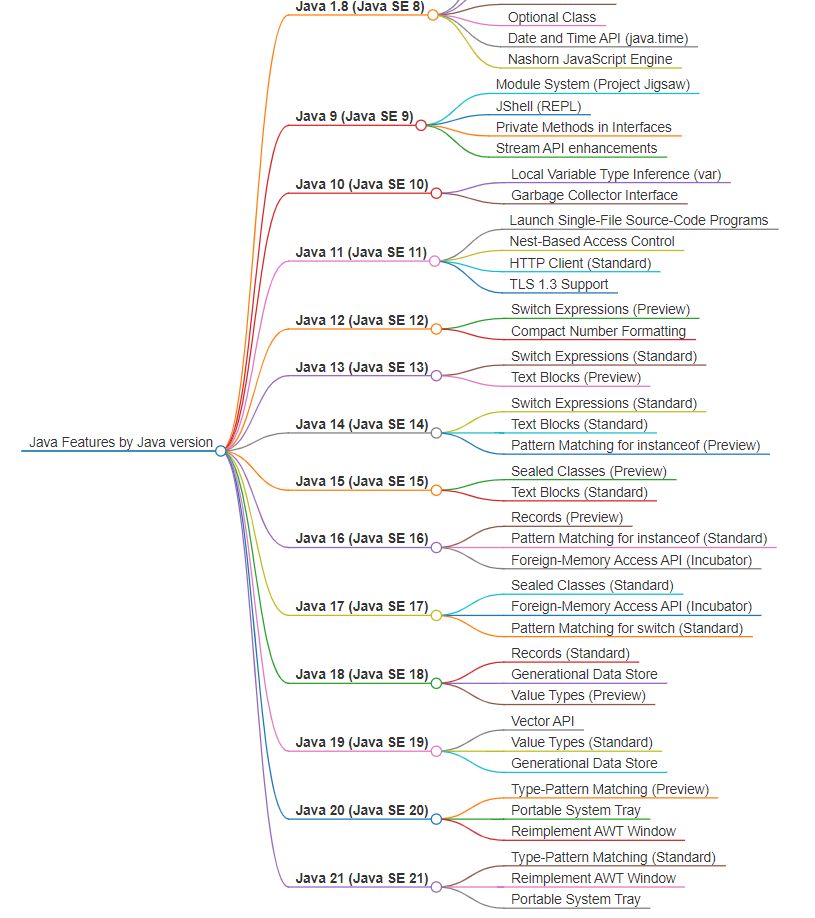 Java 1.8 (Java SE 8)
Optional Class
Date and Time API (java.time)
Nashorn JavaScript Engine
Java 9 (Java SE 9)
Module System (Project Jigsaw)
JShell (REPL)
Private Methods in Interfaces
Stream API enhancements
Java 10 (Java SE 10)
Local Variable Type Inference (var)
Garbage Collector Interface
Java 11 (Java SE 11)
Launch Single-File Source-Code Programs
Nest-Based Access Control
HTTP Client (Standard)
TLS 1.3 Support
Java 12 (Java SE 12)
Switch Expressions (Preview)
Compact Number Formatting
Java 13 (Java SE 13)
Switch Expressions (Standard)
Text Blocks (Preview)
Java Features by Java version
Java 14 (Java SE 14)
Switch Expressions (Standard)
Text Blocks (Standard)
Pattern Matching for instanceof (Preview)
Java 15 (Java SE 15)
Sealed Classes (Preview)
Text Blocks (Standard)
Java 16 (Java SE 16)
Records (Preview)
Pattern Matching for instanceof (Standard)
Foreign-Memory Access API (Incubator)
Java 17 (Java SE 17)
Sealed Classes (Standard)
Foreign-Memory Access API (Incubator)
Pattern Matching for switch (Standard)
Java 18 (Java SE 18)
Records (Standard)
Generational Data Store
Value Types (Preview)
Java 19 (Java SE 19)
Vector API
Value Types (Standard)
Generational Data Store
Java 20 (Java SE 20)
Type-Pattern Matching (Preview)
Portable System Tray
Reimplement AWT Window
Java 21 (Java SE 21)
Type-Pattern Matching (Standard)
Reimplement AWT Window
Portable System Tray